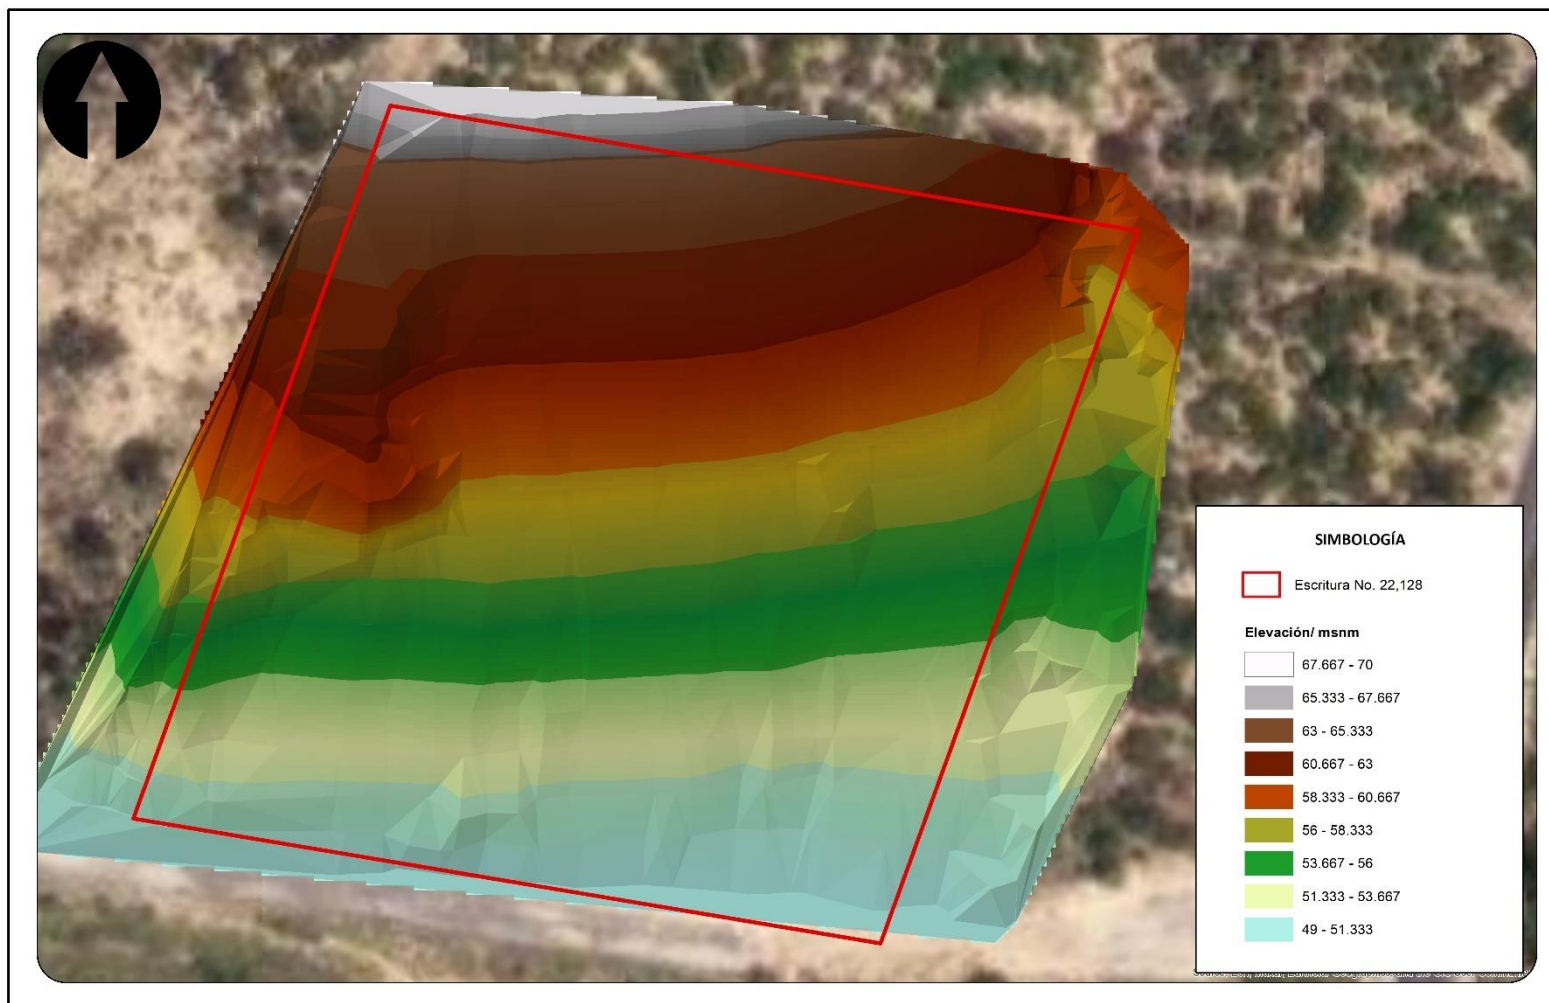 SIMBOLOGÍA
Escritura No. 22,128
Elevación/ msnm
67.667 - 70
65.333 - 67.667
63 - 65.333
60.667 - 63
58.333 - 60.667
56 - 58.333
53.667 - 56
51.333 - 53.667
49 - 51.333